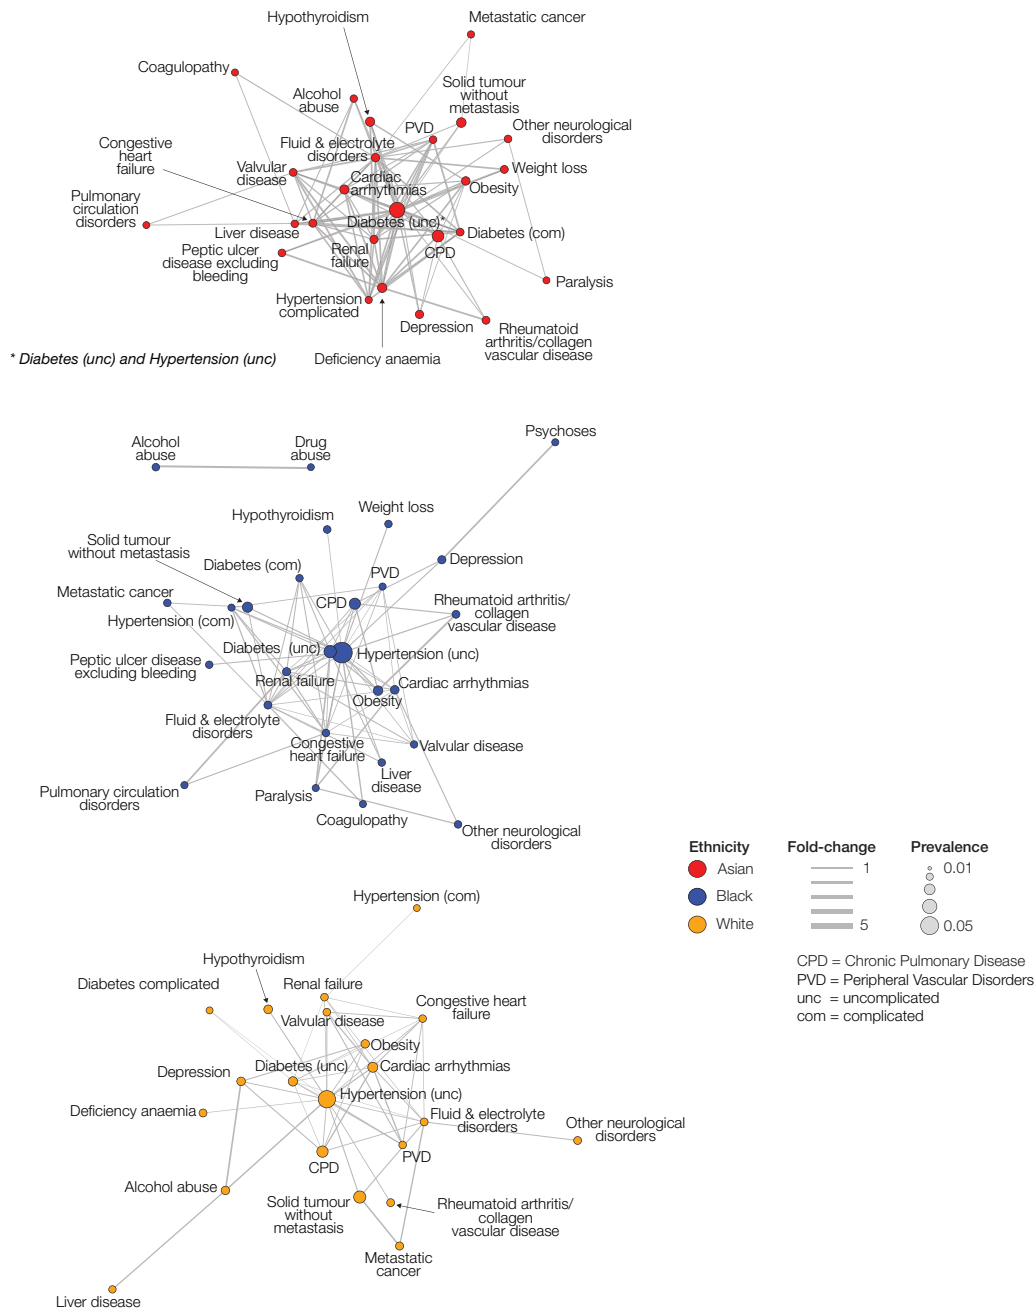 Hypothyroidism
Metastatic cancer
Coagulopathy
Alcohol
abuse
Solid tumour
without
metastasis
PVD
Other neurological
disorders
Congestive
heart
failure
Fluid & electrolyte
disorders
Valvular
disease
Weight loss
Cardiac
arrhythmias
Obesity
Pulmonary
circulation
disorders
Diabetes (unc)*
Liver disease
Diabetes (com)
Peptic ulcer
disease excluding
bleeding
Renal
failure
CPD
Paralysis
Hypertension
complicated
Depression
Rheumatoid
arthritis/collagen
vascular disease
* Diabetes (unc) and Hypertension (unc)
Deficiency anaemia
Psychoses
Alcohol
abuse
Drug
abuse
Weight loss
Hypothyroidism
Solid tumour
without metastasis
Depression
Diabetes (com)
PVD
Metastatic cancer
CPD
Rheumatoid arthritis/
collagen
vascular disease
Hypertension (com)
Diabetes (unc)
Hypertension (unc)
Peptic ulcer disease
excluding bleeding
Renal failure
Cardiac arrhythmias
Obesity
Fluid & electrolyte
disorders
Congestive
heart failure
Valvular disease
Liver
disease
Pulmonary circulation
disorders
Paralysis
Coagulopathy
Other neurological
disorders
Ethnicity
Asian
Black
White
Fold-change
1
5
Prevalence
0.01
0.05
CPD = Chronic Pulmonary Disease
PVD = Peripheral Vascular Disorders
unc = uncomplicated
com = complicated
Hypertension (com)
Hypothyroidism
Diabetes complicated
Renal failure
Congestive heart
failure
Valvular disease
Obesity
Diabetes (unc)
Cardiac arrhythmias
Depression
Hypertension (unc)
Deficiency anaemia
Fluid & electrolyte
disorders
Other neurological
disorders
PVD
CPD
Alcohol abuse
Solid tumour
without
metastasis
Rheumatoid arthritis/
collagen
vascular disease
Metastatic
cancer
Liver disease